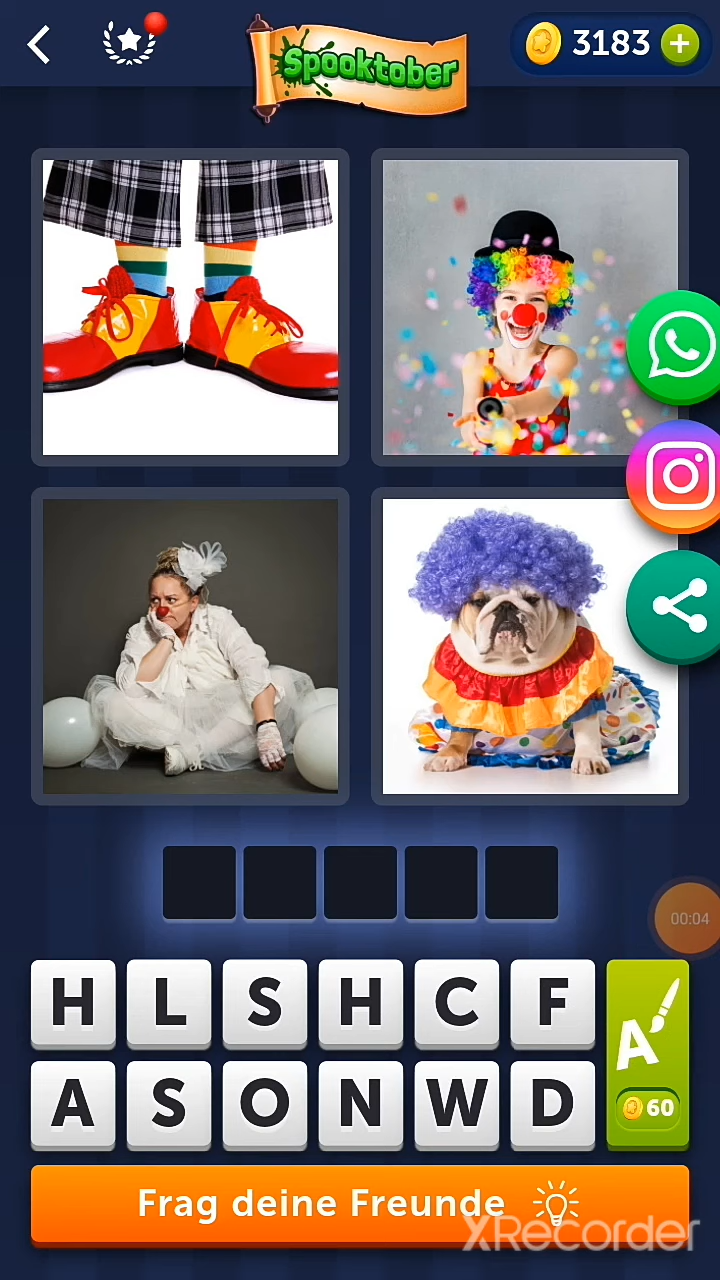 Spooktober
3183 +
00:04
H L S H C F
A S O N W D
A
60
Frag deine Freunde
XRecorder